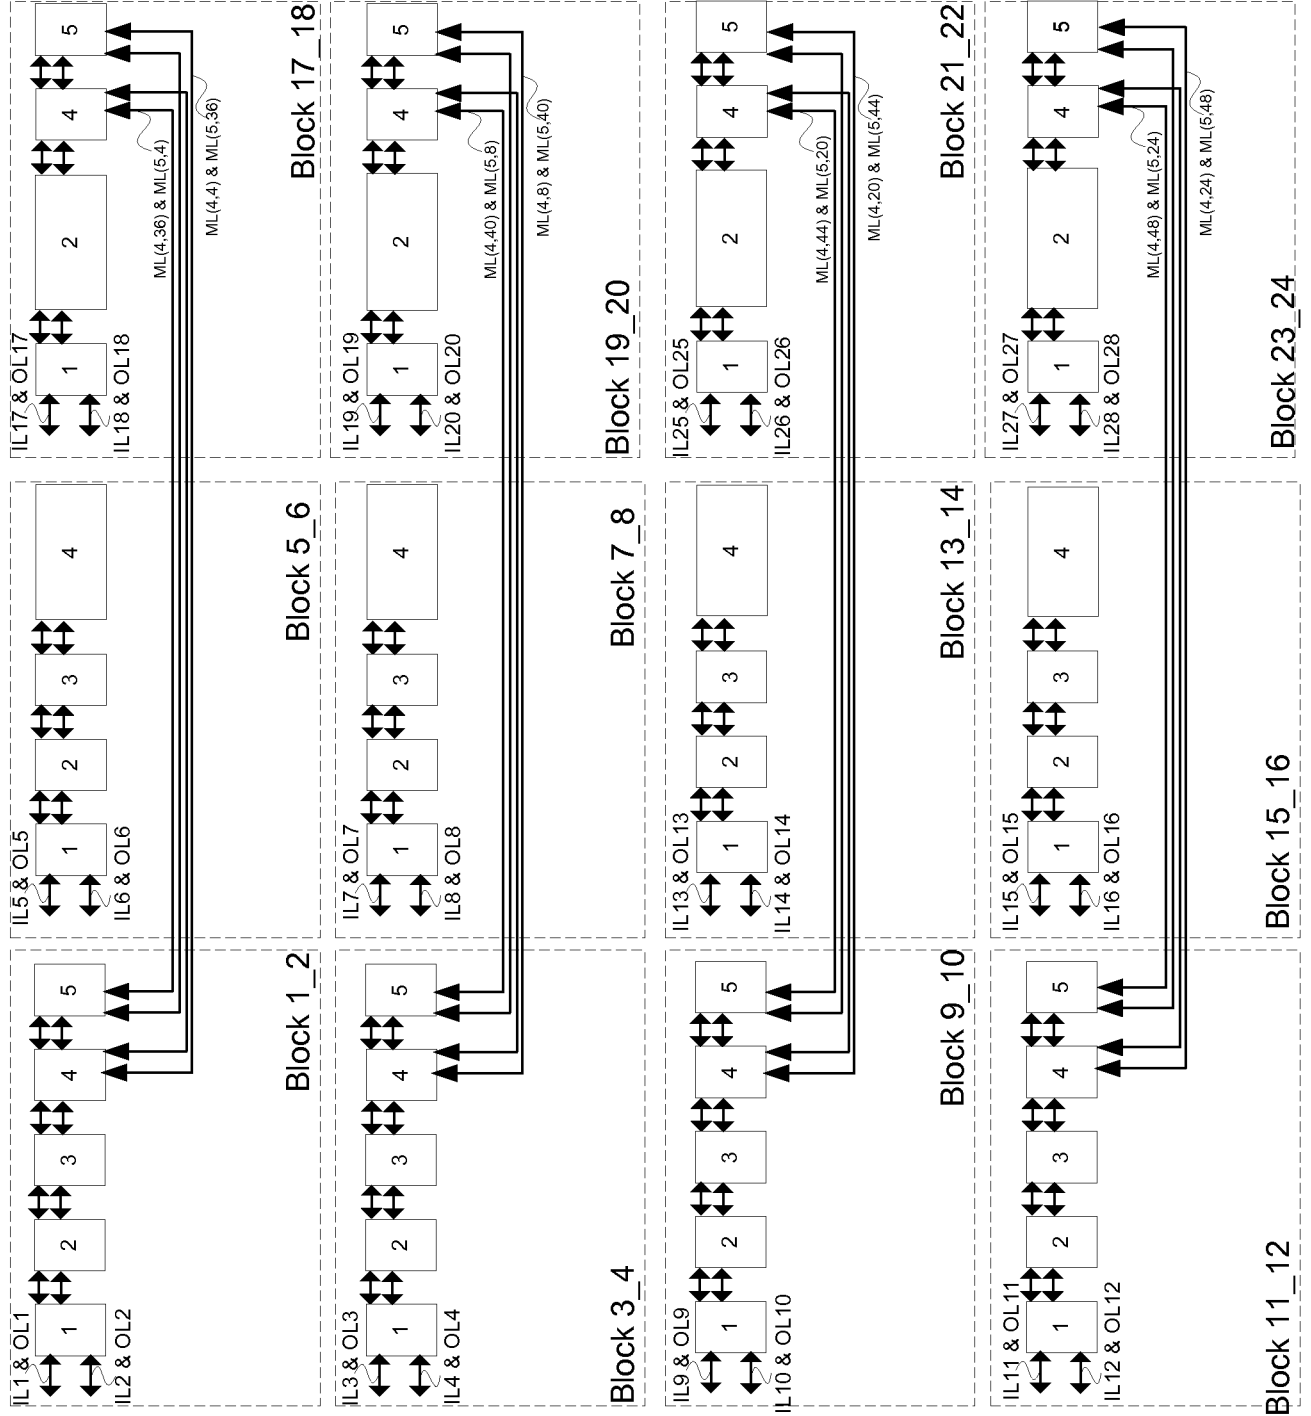 IL1 & OL1
1
2
3
4
5
IL2 & OL2
Block 1_2
IL5 & OL5
1
2
3
4
IL6 & OL6
Block 5_6
IL17 & OL17
1
2
4
5
IL18 & OL18
ML(4,36) & ML(5,4)
ML(4,4) & ML(5,36)
Block 17_18
IL3 & OL3
1
2
3
4
5
IL4 & OL4
Block 3_4
IL7 & OL7
1
2
3
4
IL8 & OL8
Block 7_8
IL19 & OL19
1
2
4
5
IL20 & OL20
ML(4,40) & ML(5,8)
ML(4,8) & ML(5,40)
Block 19_20
IL9 & OL9
1
2
3
4
5
IL10 & OL10
Block 9_10
IL13 & OL13
1
2
3
4
IL14 & OL14
Block 13_14
IL25 & OL25
1
2
4
5
IL26 & OL26
ML(4,44) & ML(5,20)
ML(4,20) & ML(5,44)
Block 21_22
IL11 & OL11
1
2
3
4
5
IL12 & OL12
Block 11_12
IL15 & OL15
1
2
3
4
IL16 & OL16
Block 15_16
IL27 & OL27
1
2
4
5
IL28 & OL28
ML(4,48) & ML(5,24)
ML(4,24) & ML(5,48)
Block 23_24